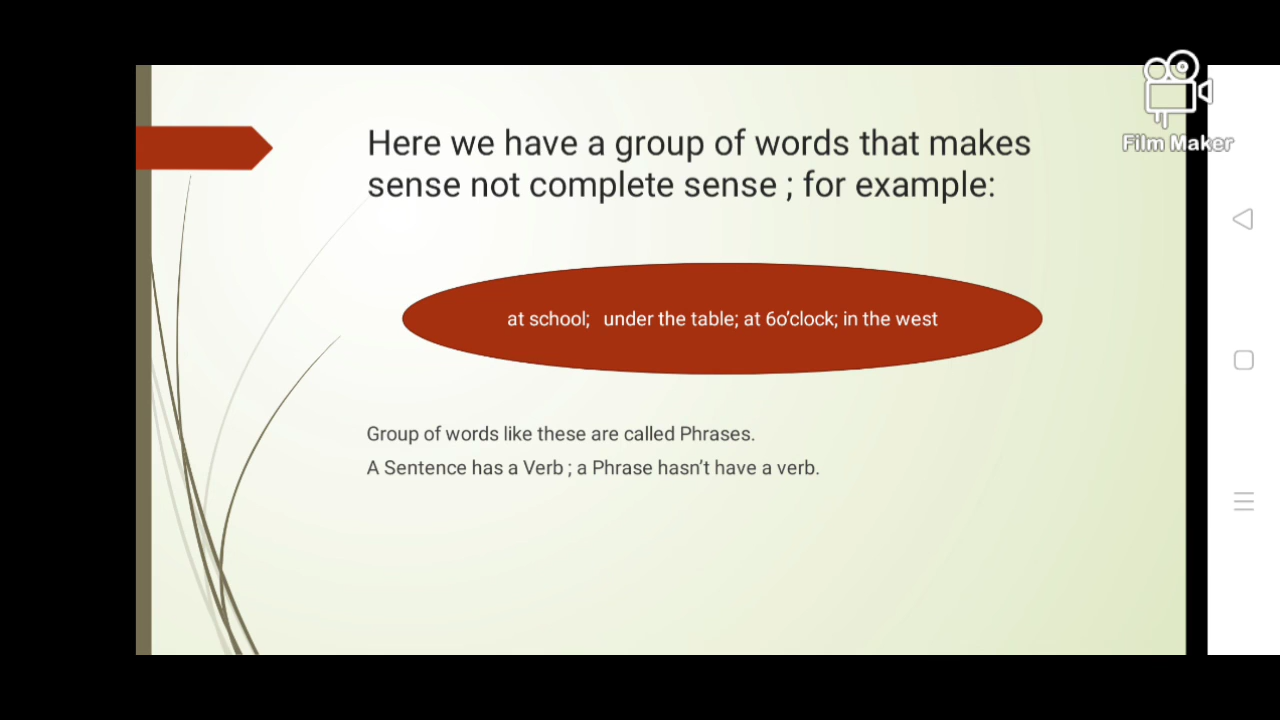 Film Maker
Here we have a group of words that makes
sense not complete sense ; for example:
at school; under the table; at 6o’clock; in the west
Group of words like these are called Phrases.
A Sentence has a Verb ; a Phrase hasn’t have a verb.